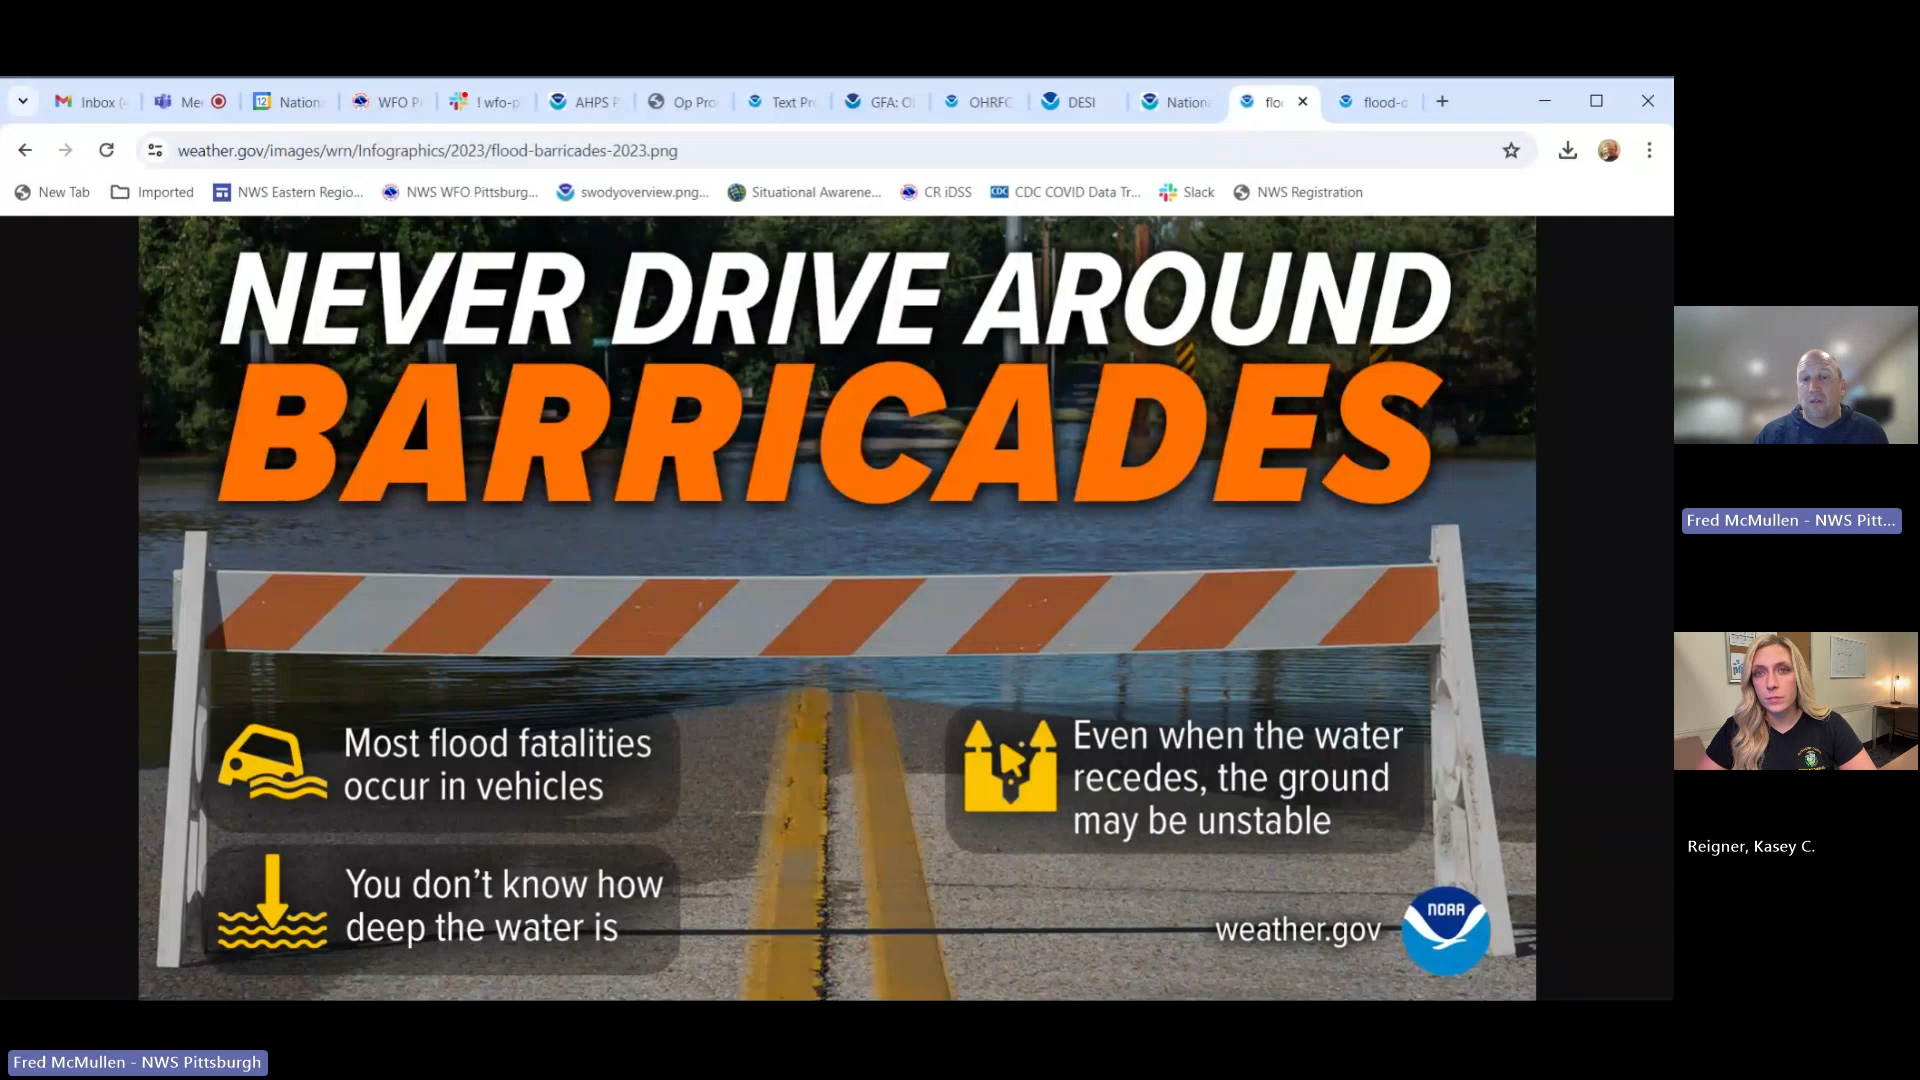 Inbox (
Me
12 Nationa
WFO P
! wfo-p
AHPS P
Op Pro
Text Pr
GFA: O
OHRFC
DESI
Nation
flo
flood-d
weather.gov/images/wrn/Infographics/2023/flood-barricades-2023.png
New Tab
Imported
NWS Eastern Regio...
NWS WFO Pittsburg...
swodyoverview.png...
Situational Awarene...
CR iDSS
CDC CDC COVID Data Tr...
Slack
NWS Registration
NEVER DRIVE AROUND
BARRICADES
Most flood fatalities
occur in vehicles
You don't know how
deep the water is
Even when the water
recedes, the ground
may be unstable
weather.gov
NOAA
Fred McMullen - NWS Pitt...
Reigner, Kasey C.
Fred McMullen - NWS Pittsburgh